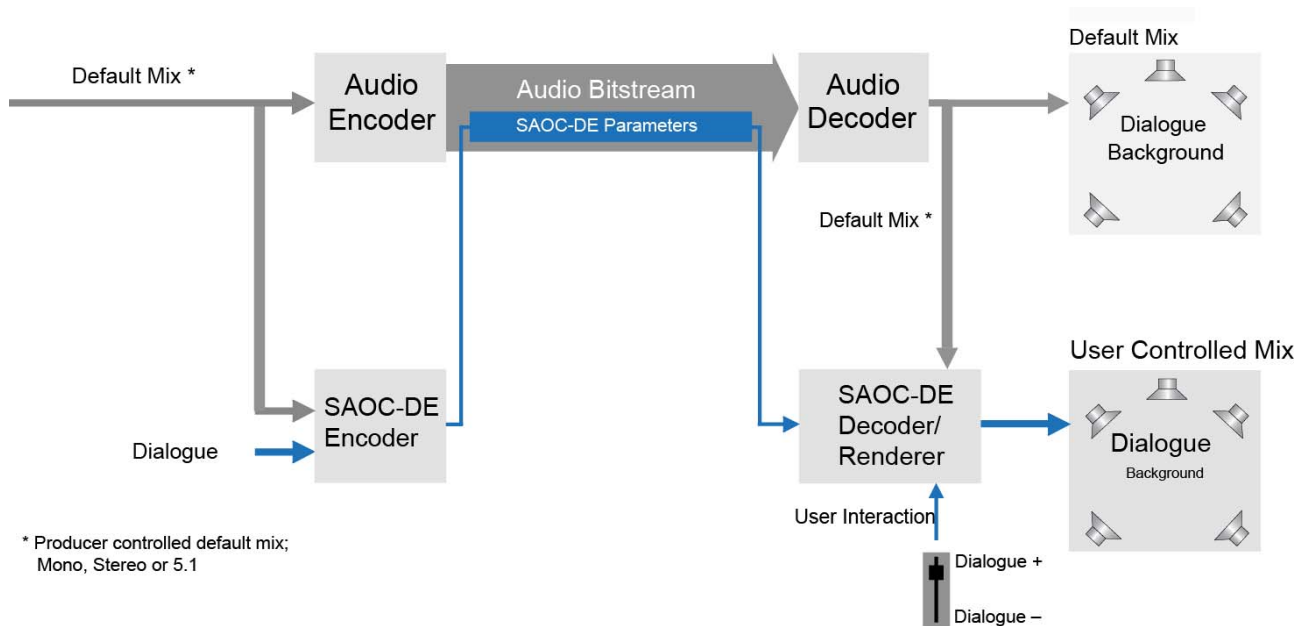 Default Mix *
Audio
Encoder
Audio Bitstream
SAOC-DE Parameters
Audio
Decoder
Default Mix
Dialogue
Background
Default Mix *
SAOC-DE
Encoder
Dialogue
SAOC-DE
Decoder/
Renderer
User Controlled Mix
Dialogue
Background
User Interaction
Dialogue +
Dialogue –
* Producer controlled default mix;
Mono, Stereo or 5.1